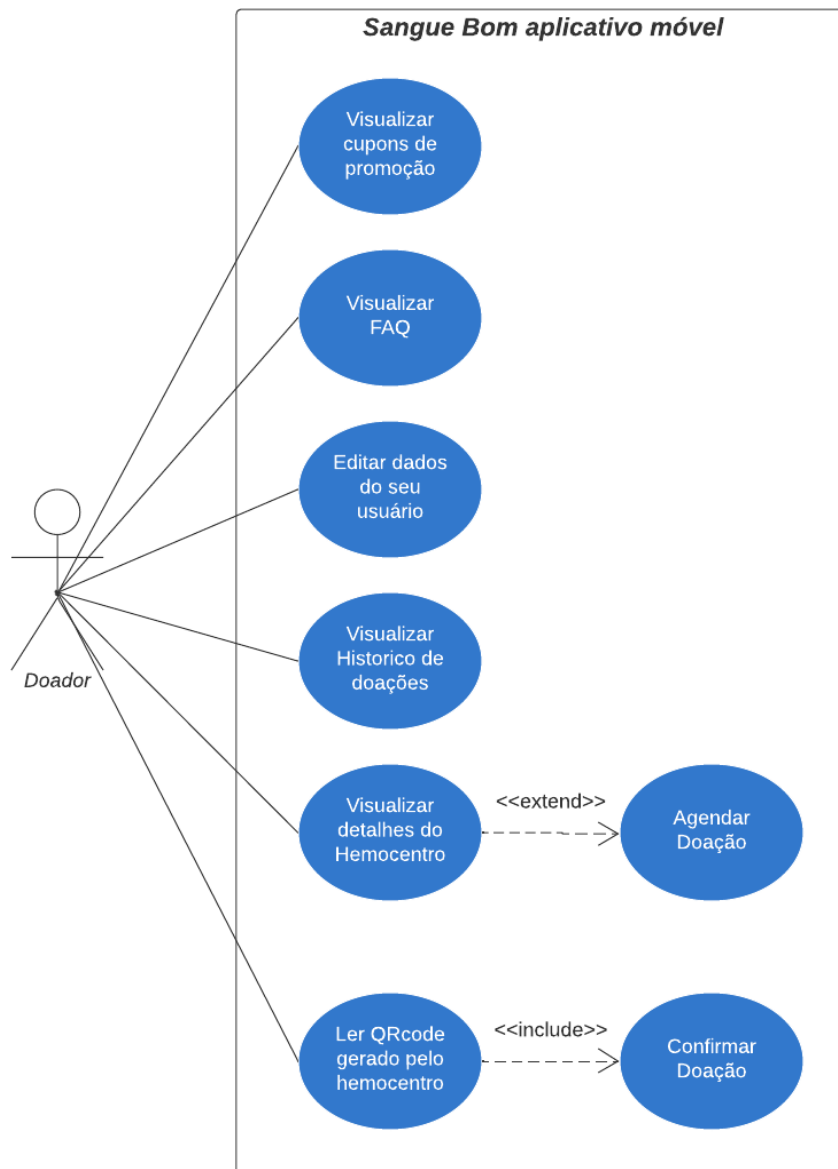 Sangue Bom aplicativo móvel
Visualizar
cupons de
promoção
Visualizar
FAQ
Editar dados
do seu
usuário
Doador
Visualizar
Historico de
doações
Visualizar
detalhes do
Hemocentro
<<extend>>
Agendar
Doação
Ler QRcode
gerado pelo
hemocentro
<<include>>
Confirmar
Doação